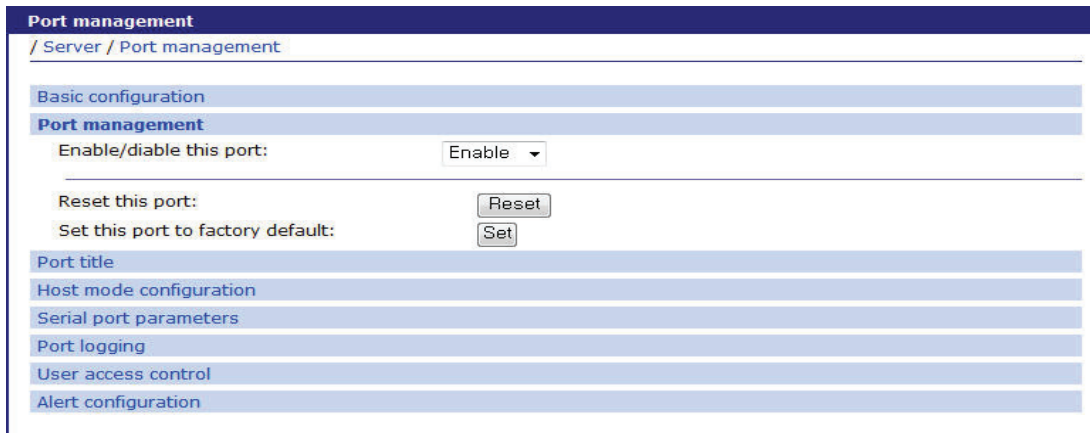 Port management
/ Server / Port management
Basic configuration
Port management
Enable/diable this port: Enable
Reset this port: Reset
Set this port to factory default: Set
Port title
Host mode configuration
Serial port parameters
Port logging
User access control
Alert configuration